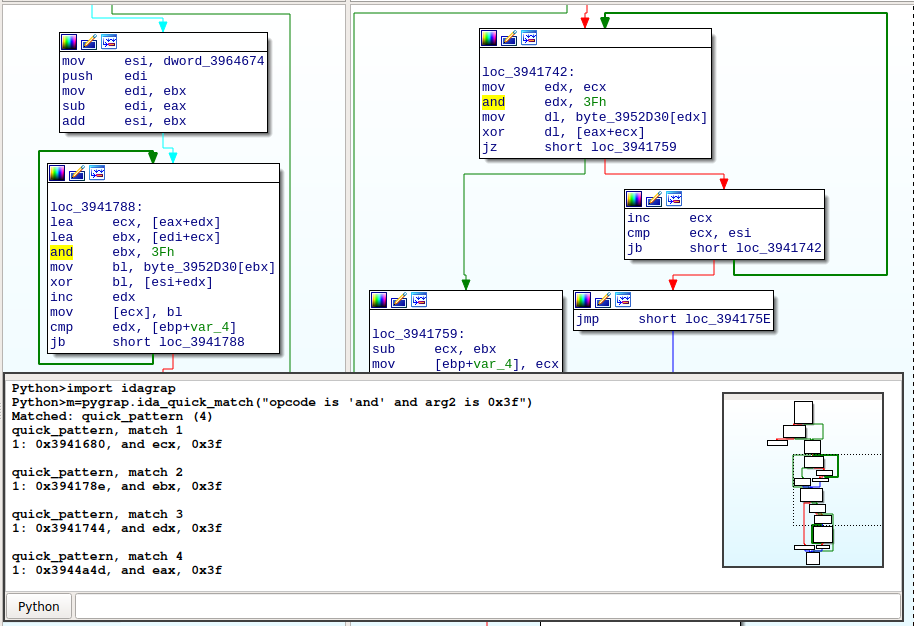 mov esi, dword_3964674
push edi
mov edi, ebx
sub edi, eax
add esi, ebx
loc_3941788:
lea ecx, [eax+edx]
lea ebx, [edi+ecx]
and ebx, 3Fh
mov bl, byte_3952D30[ebx]
xor bl, [esi+edx]
inc edx
mov [ecx], bl
cmp edx, [ebp+var_4]
jb short loc_3941788
loc_3941742:
mov edx, ecx
and edx, 3Fh
mov dl, byte_3952D30[edx]
xor dl, [eax+ecx]
jz short loc_3941759
inc ecx
cmp ecx, esi
jb short loc_3941742
loc_3941759:
sub ecx, ebx
mov [ebp+var_4], ecx
jmp short loc_394175E
Python>import idagrap
Python>m=pygrap.ida_quick_match("opcode is 'and' and arg2 is 0x3f")
Matched: quick_pattern (4)
quick_pattern, match 1
1: 0x3941680, and ecx, 0x3f
quick_pattern, match 2
1: 0x394178e, and ebx, 0x3f
quick_pattern, match 3
1: 0x3941744, and edx, 0x3f
quick_pattern, match 4
1: 0x3944a4d, and eax, 0x3f
Python